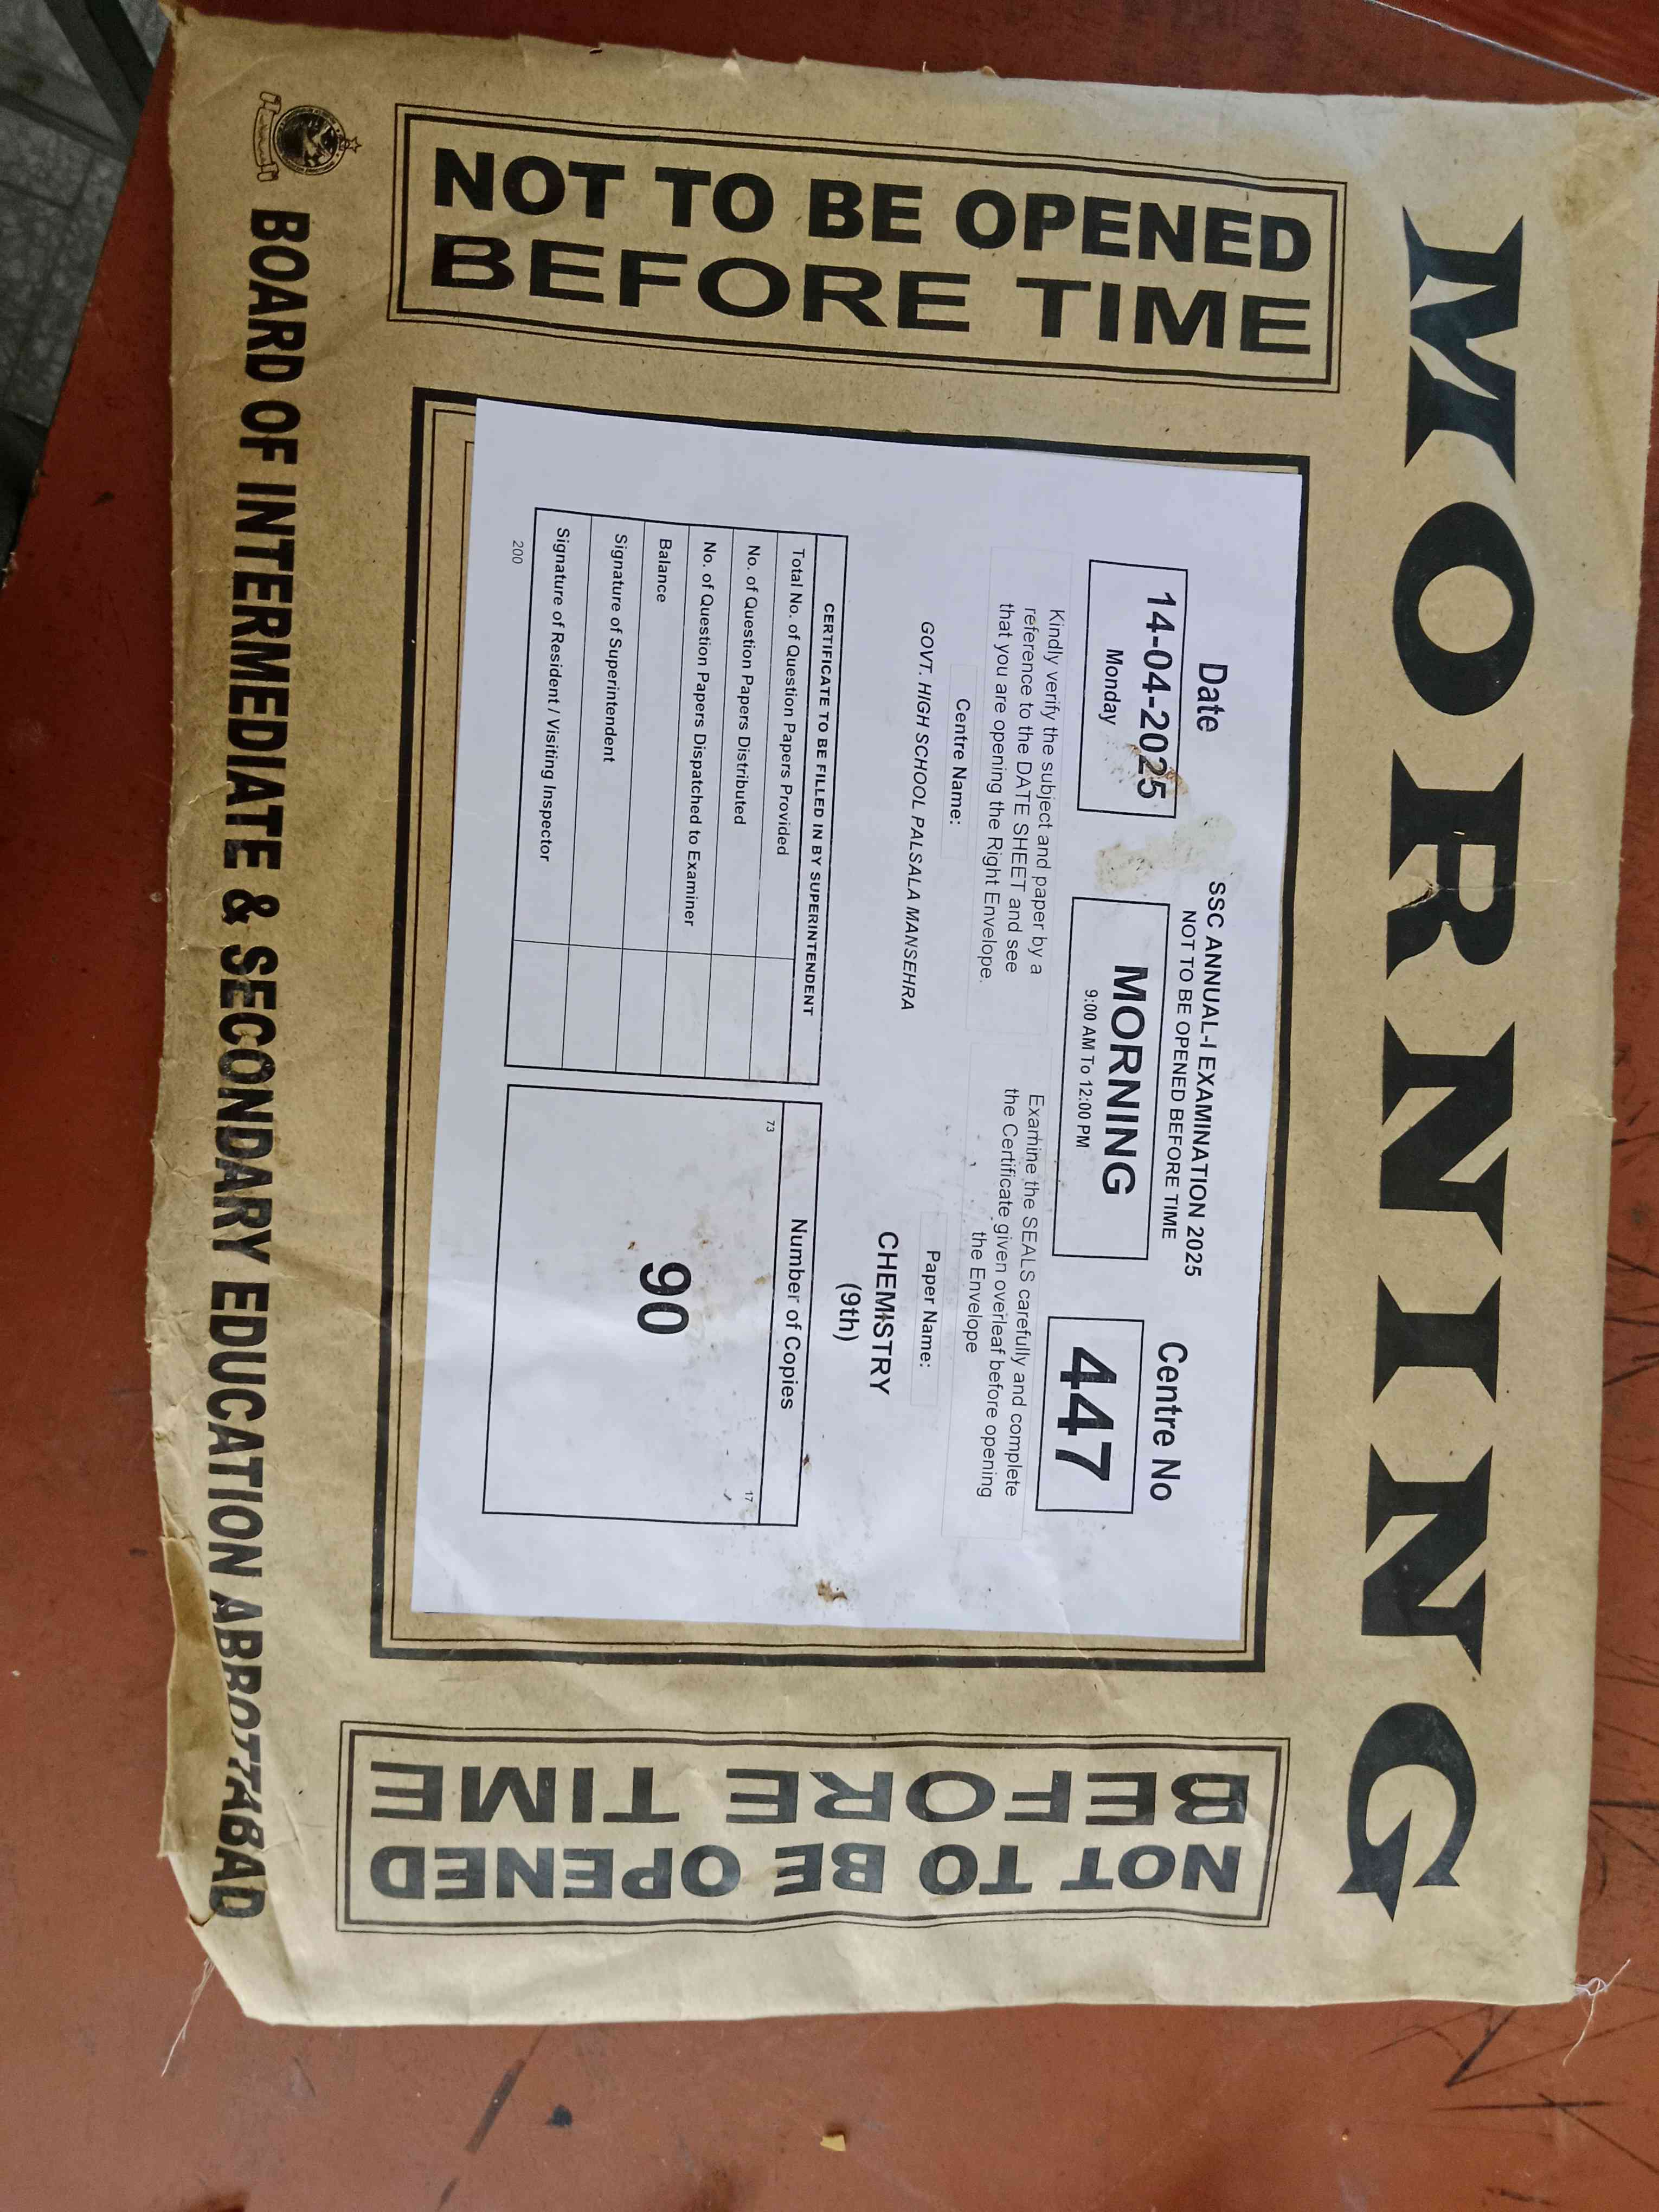 MORNING
NOT TO BE OPENED
BEFORE TIME
SSC ANNUAL-I EXAMINATION 2025
NOT TO BE OPENED BEFORE TIME
Date
14-04-2025
Monday
MORNING
9:00 AM To 12:00 PM
Centre No
447
Kindly verify the subject and paper by a
reference to the DATE SHEET and see
that you are opening the Right Envelope.
Examine the SEALS carefully and complete
the Certificate given overleaf before opening
the Envelope
Centre Name:
GOVT. HIGH SCHOOL PALSALA MANSEHRA
Paper Name:
CHEMISTRY
(9th)
CERTIFICATE TO BE FILLED IN BY SUPERINTENDENT
Total No. of Question Papers Provided
No. of Question Papers Distributed
No. of Question Papers Dispatched to Examiner
Balance
Signature of Superintendent
Signature of Resident / Visiting Inspector
200
Number of Copies
73
17
90
NOT TO BE OPENED
BEFORE TIME
BOARD OF INTERMEDIATE & SECONDARY EDUCATION ABBOTTABAD